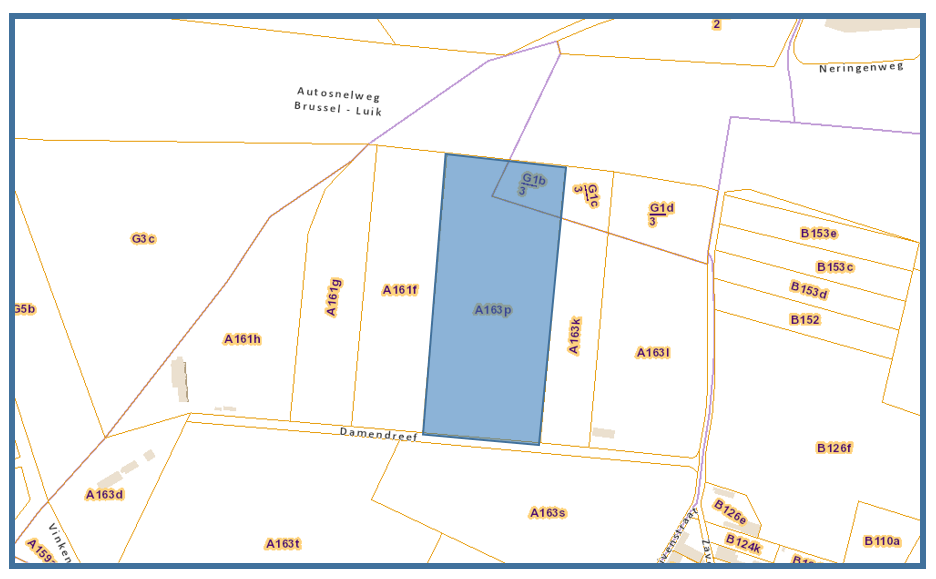 2
Neringenweg
Autosnelweg
Brussel - Luik
G1b
3
G1c
3
G1d
3
B153e
G3c
B153c
A161g
A161f
B153d
G5b
A163p
B152
A161h
A163k
A163l
Damendreef
B126f
A163d
A163s
B126e
Vinken
A163t
B124k
B110a